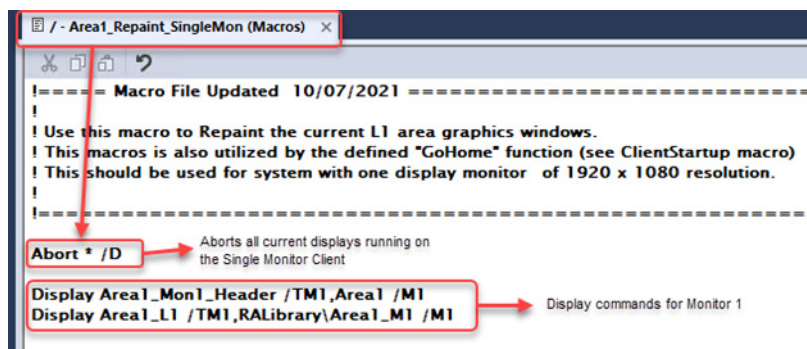 / - Area1_Repaint_SingleMon (Macros)
!===== Macro File Updated 10/07/2021 =============================
!
! Use this macro to Repaint the current L1 area graphics windows.
! This macros is also utilized by the defined "GoHome" function (see ClientStartup macro)
! This should be used for system with one display monitor of 1920 x 1080 resolution.
!
!=======================================================
Abort * /D
Aborts all current displays running on
the Single Monitor Client
Display Area1_Mon1_Header /TM1,Area1 /M1
Display Area1_L1 /TM1,RALibrary\Area1_M1 /M1
Display commands for Monitor 1